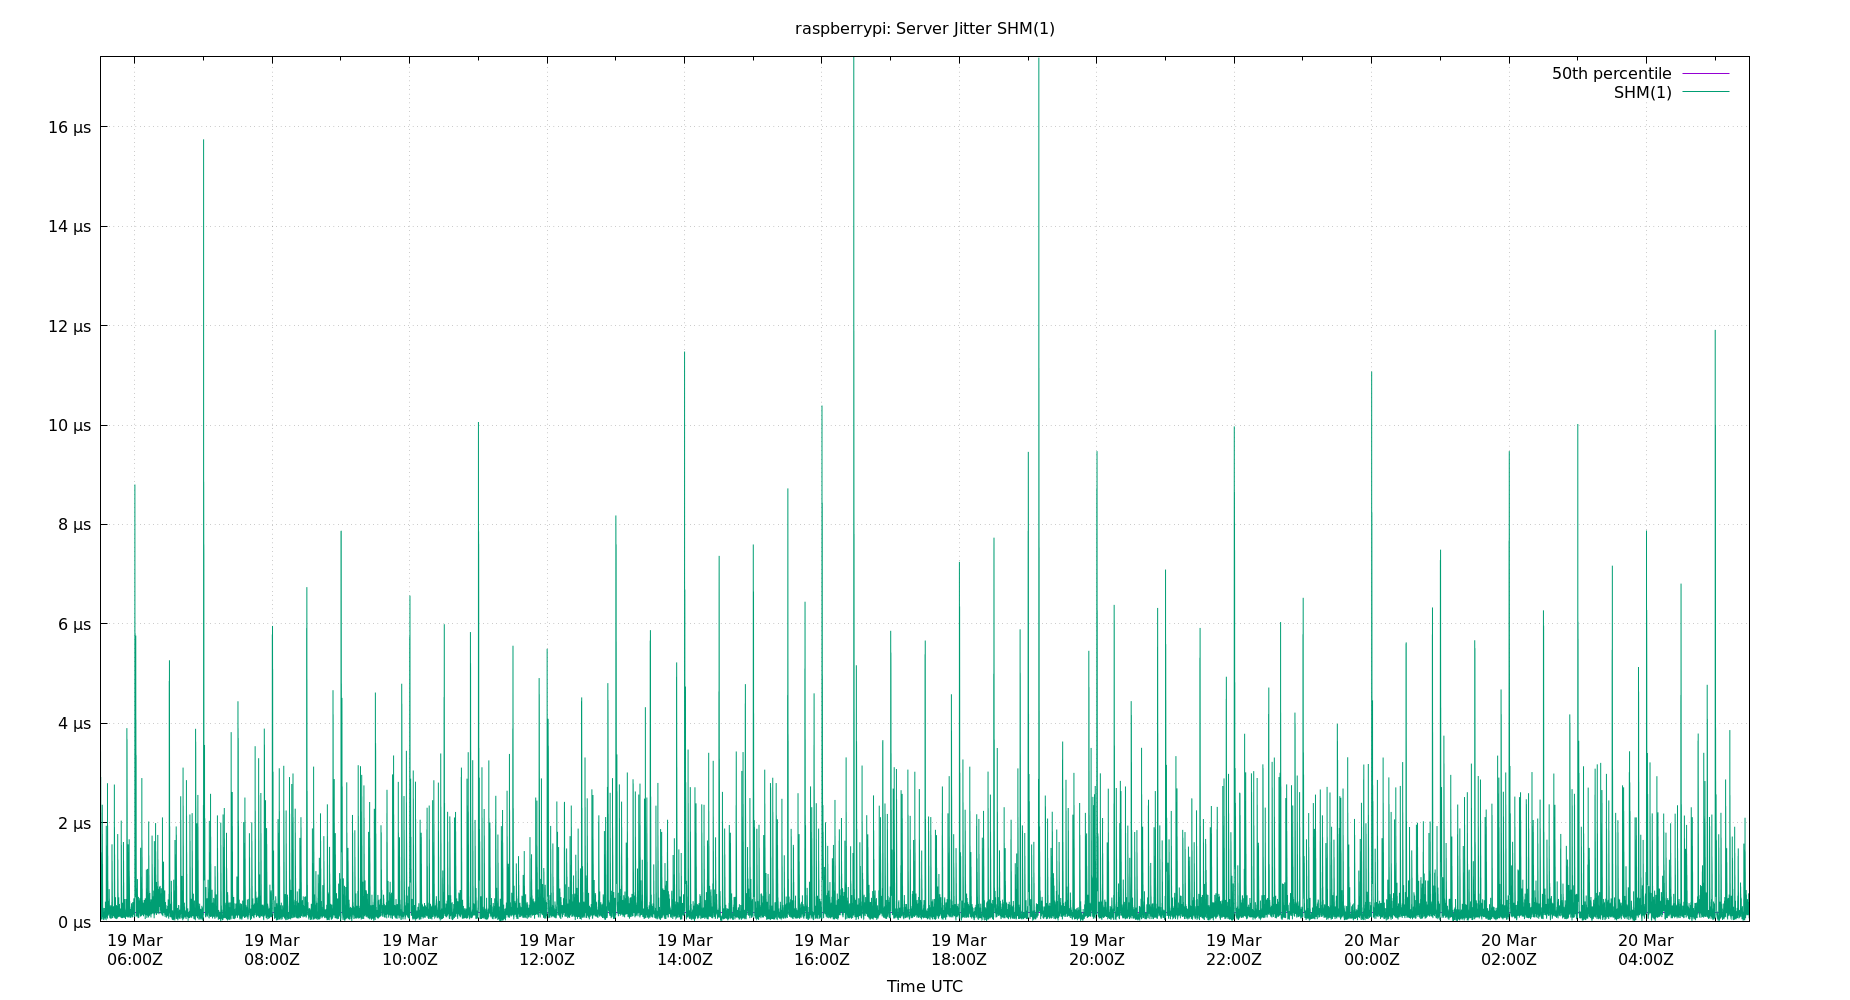 raspberrypi: Server Jitter SHM(1)
50th percentile
SHM(1)
16 µs
14 µs
12 µs
10 µs
8 µs
6 µs
4 µs
2 µs
0 µs
19 Mar 19 Mar 19 Mar 19 Mar 19 Mar 19 Mar 19 Mar 19 Mar 19 Mar 20 Mar 20 Mar 20 Mar
06:00Z 08:00Z 10:00Z 12:00Z 14:00Z 16:00Z 18:00Z 20:00Z 22:00Z 00:00Z 02:00Z 04:00Z
Time UTC